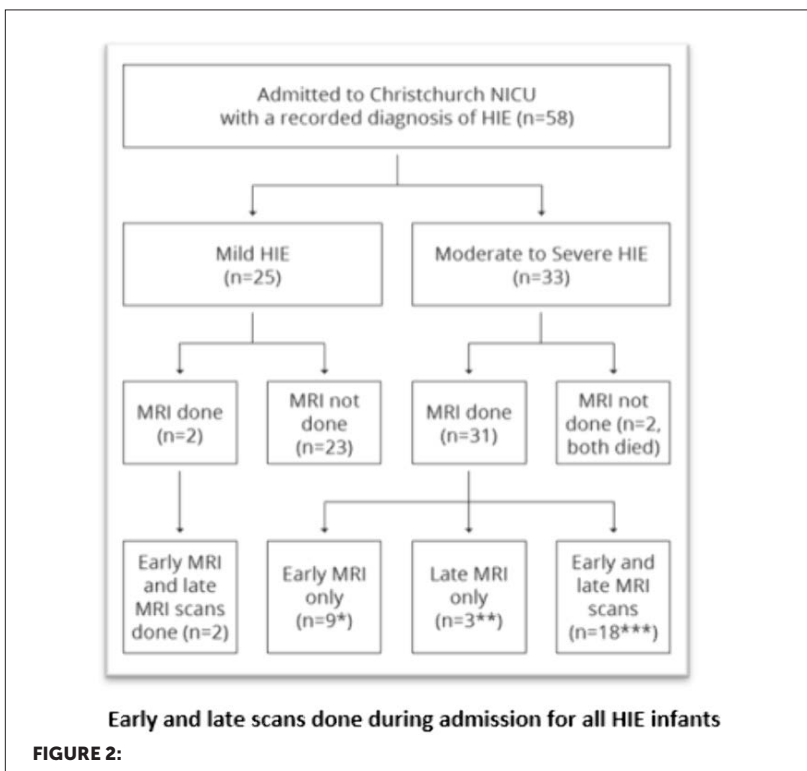 Admitted to Christchurch NICU
with a recorded diagnosis of HIE (n=58)
Mild HIE
(n=25)
Moderate to Severe HIE
(n=33)
MRI done
(n=2)
MRI not
done
(n=23)
MRI done
(n=31)
MRI not
done (n=2,
both died)
Early MRI
and late
MRI scans
done (n=2)
Early MRI
only
(n=9*)
Late MRI
only
(n=3**)
Early and
late MRI
scans
(n=18***)
Early and late scans done during admission for all HIE infants
FIGURE 2: